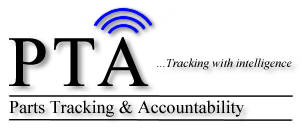 PTA
...Tracking with intelligence
Parts Tracking & Accountability